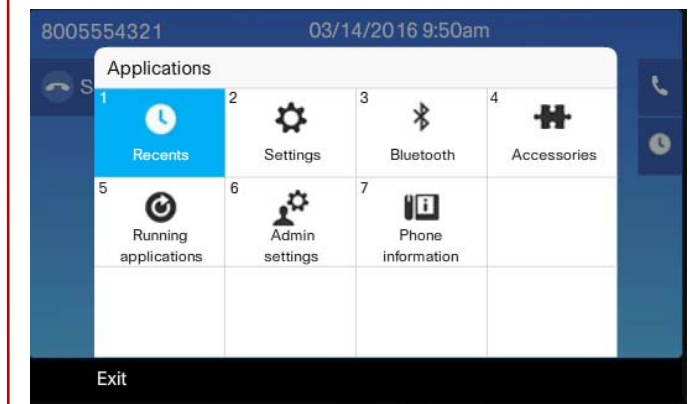 8005554321 03/14/2016 9:50am
S
Applications
1 2 3 4
Recents Settings Bluetooth Accessories
5 6 7
Running Admin Phone
applications settings information
Exit